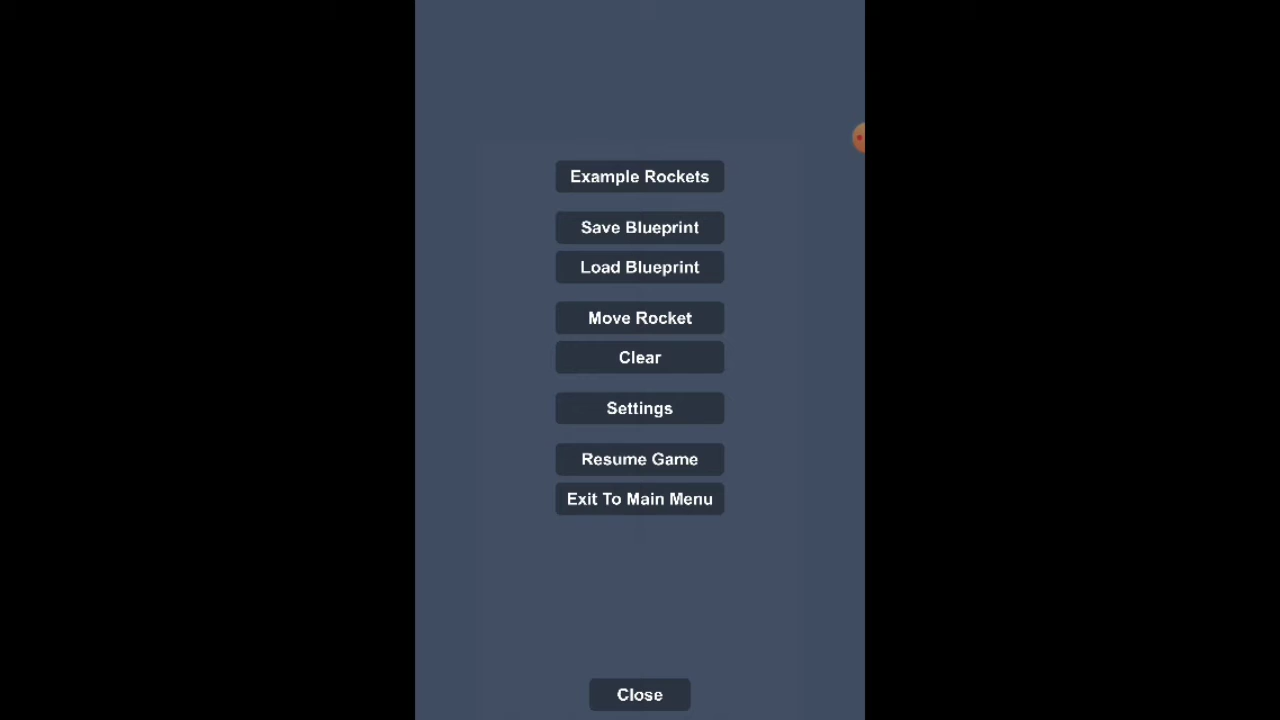 Example Rockets
Save Blueprint
Load Blueprint
Move Rocket
Clear
Settings
Resume Game
Exit To Main Menu
Close